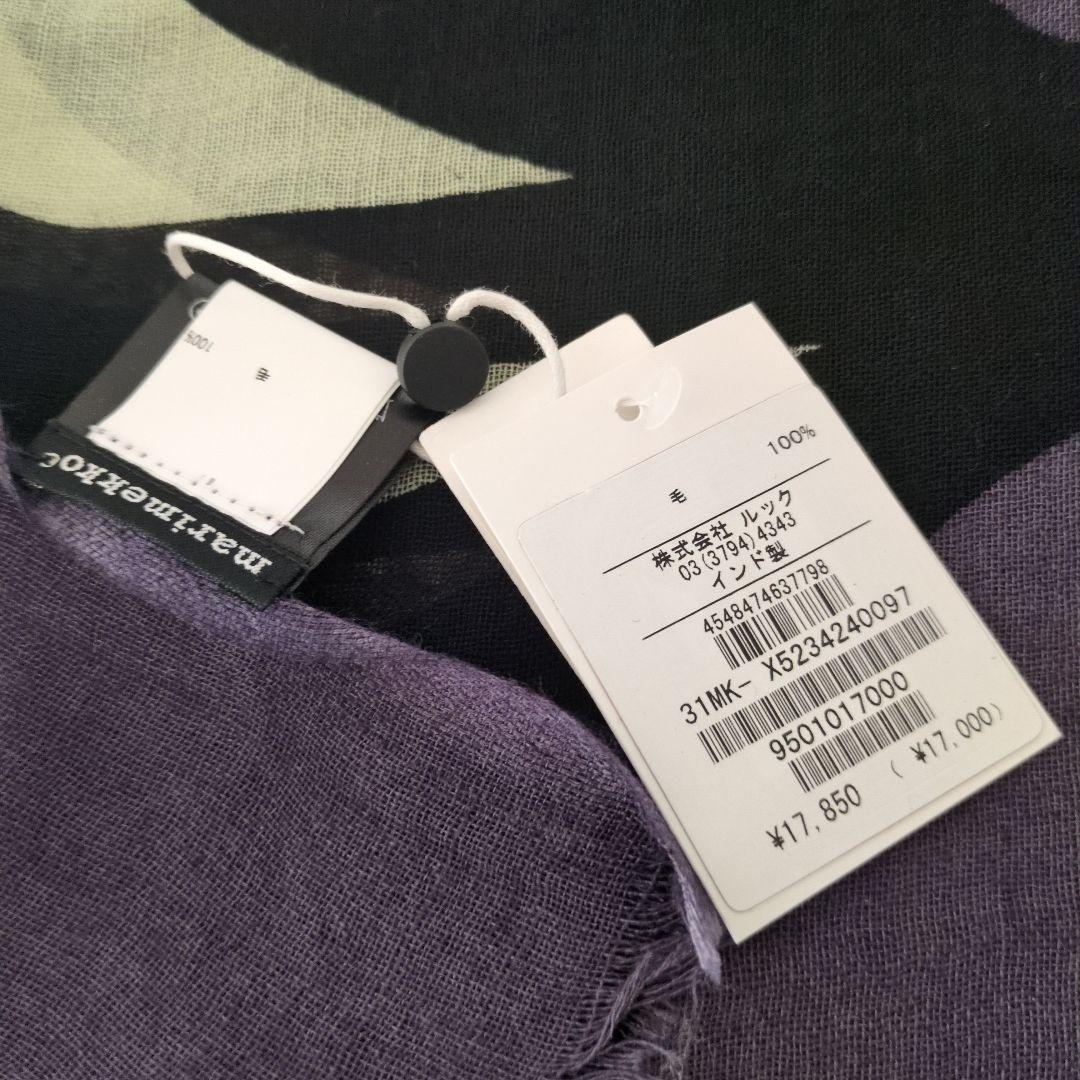 100%
毛
marimekko
100%
毛
株式会社 ルック
03(3794)4343
インド製
4548474637798
31MK- X5234240097
9501017000
¥17,850 ( ¥17,000)